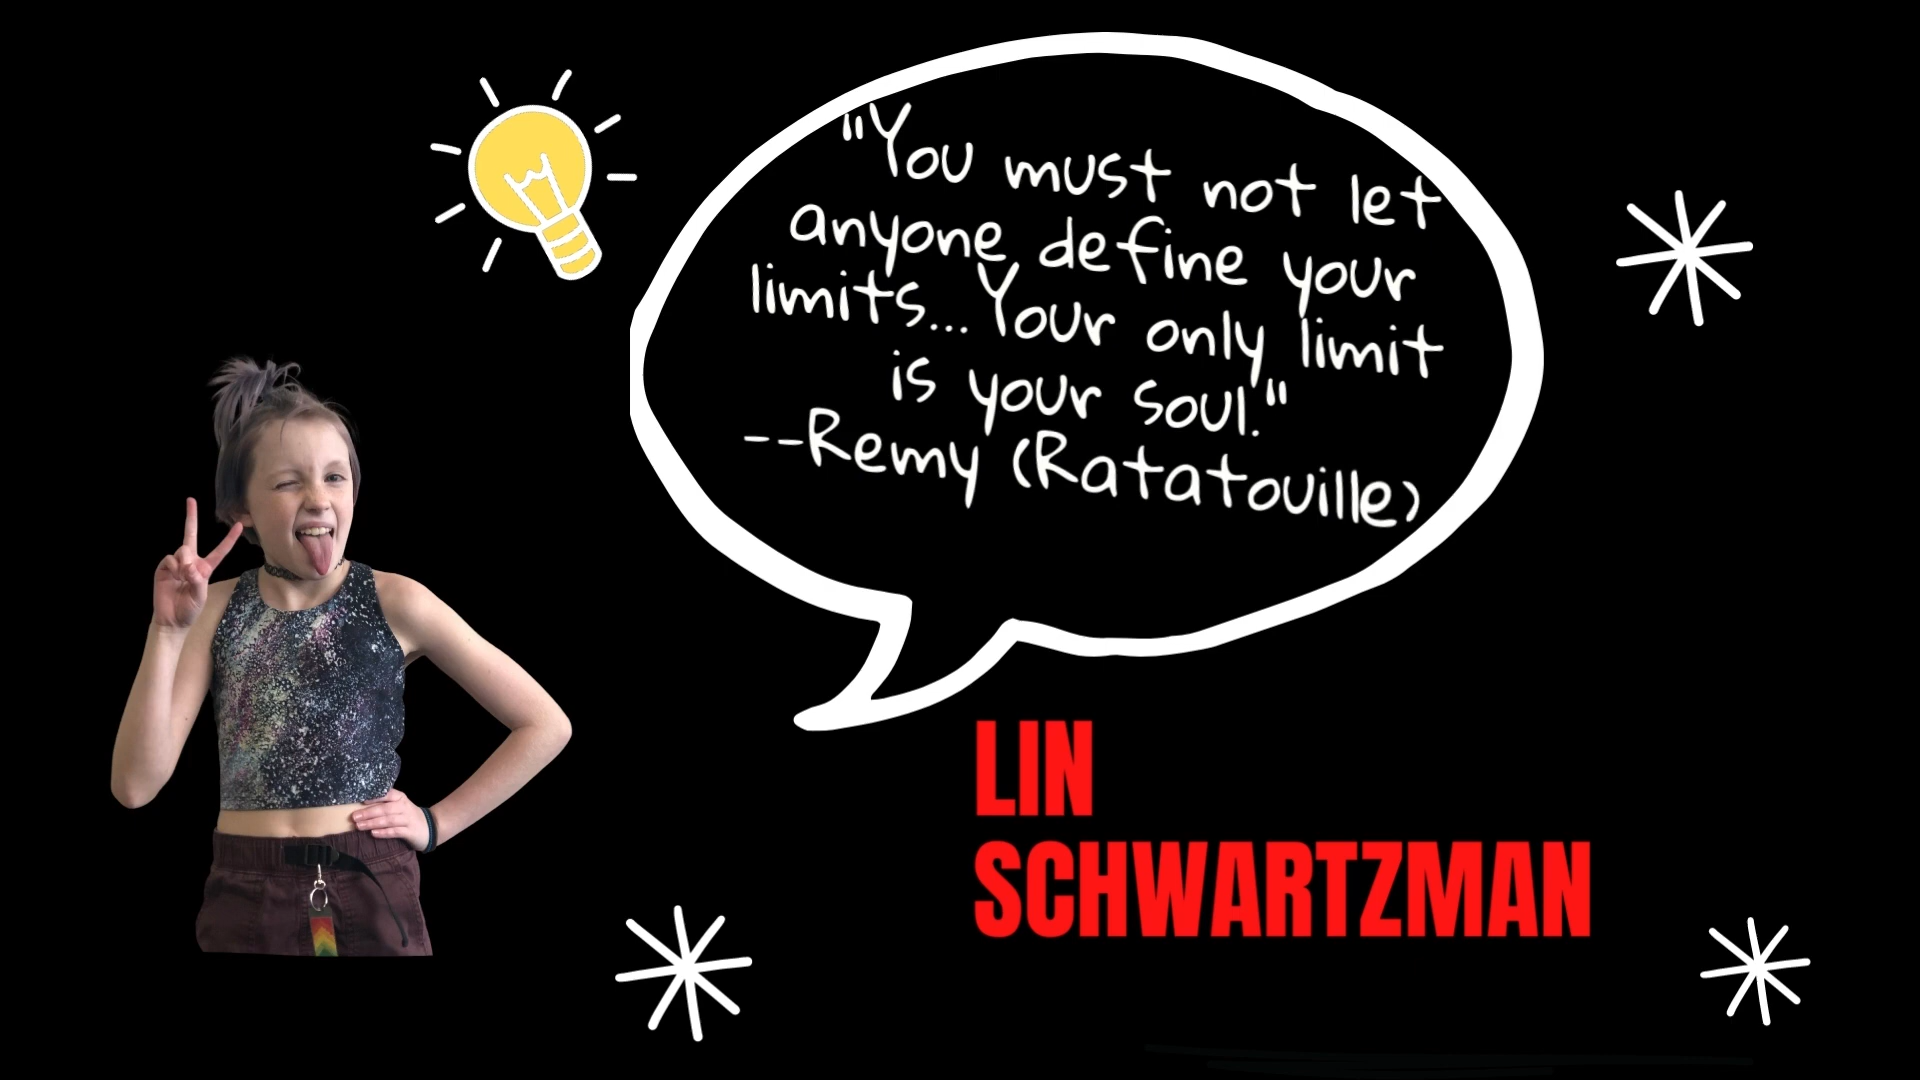 "You must not let
anyone define your
limits...Your only limit
is your soul."
--Remy (Ratatouille)
LIN
SCHWARTZMAN